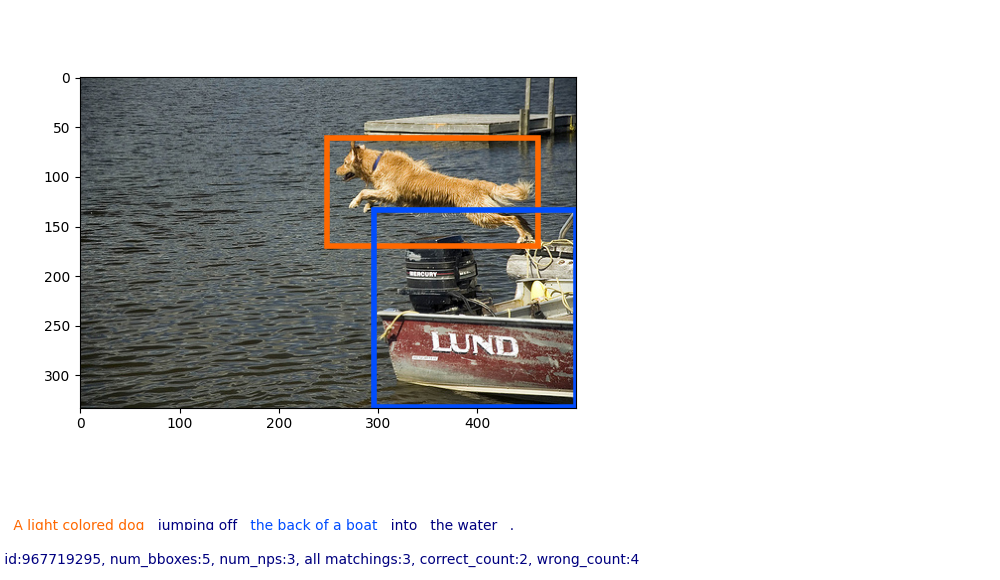 0
50
100
150
200
250
300
0 100 200 300 400
MERCURY
LUND
A light colored dog jumping off the back of a boat into the water .
id:967719295, num_bboxes:5, num_nps:3, all matchings:3, correct_count:2, wrong_count:4